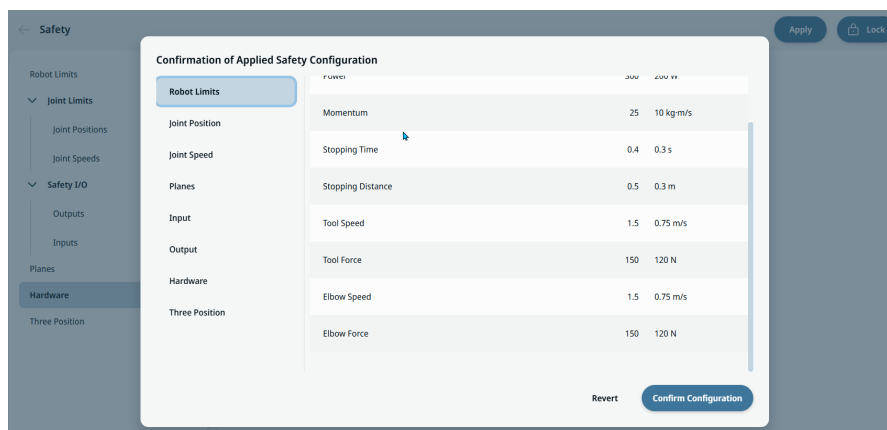 Safety
Apply
Lock
Robot Limits
Joint Limits
Joint Positions
Joint Speeds
Safety I/O
Outputs
Inputs
Planes
Hardware
Three Position
Confirmation of Applied Safety Configuration
Robot Limits
Joint Position
Joint Speed
Planes
Input
Output
Hardware
Three Position
Power 300 200 W
Momentum 25 10 kg·m/s
Stopping Time 0.4 0.3 s
Stopping Distance 0.5 0.3 m
Tool Speed 1.5 0.75 m/s
Tool Force 150 120 N
Elbow Speed 1.5 0.75 m/s
Elbow Force 150 120 N
Revert
Confirm Configuration